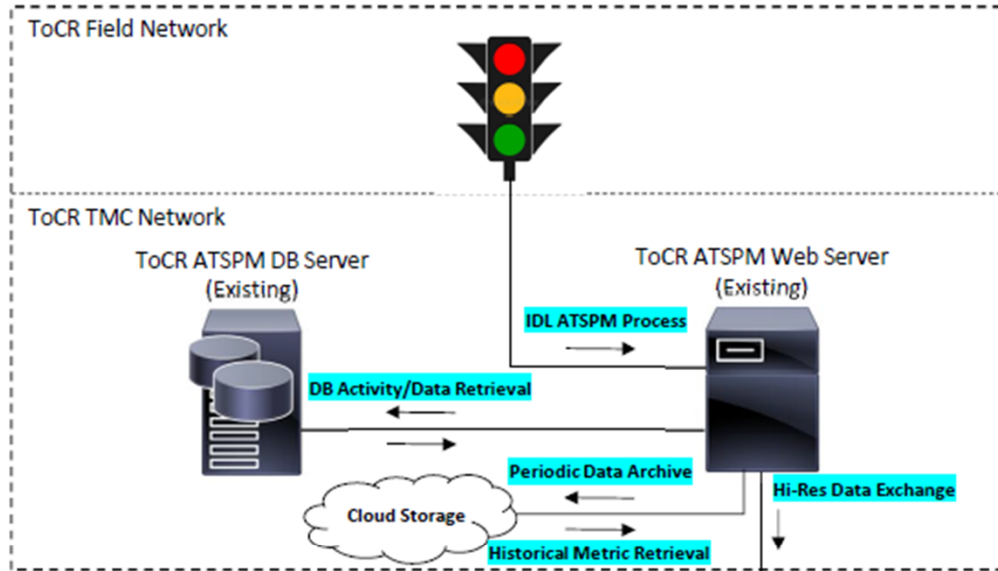 ToCR Field Network
ToCR TMC Network
ToCR ATSPM DB Server
(Existing)
ToCR ATSPM Web Server
(Existing)
IDL ATSPM Process
DB Activity/Data Retrieval
Periodic Data Archive
Hi-Res Data Exchange
Cloud Storage
Historical Metric Retrieval